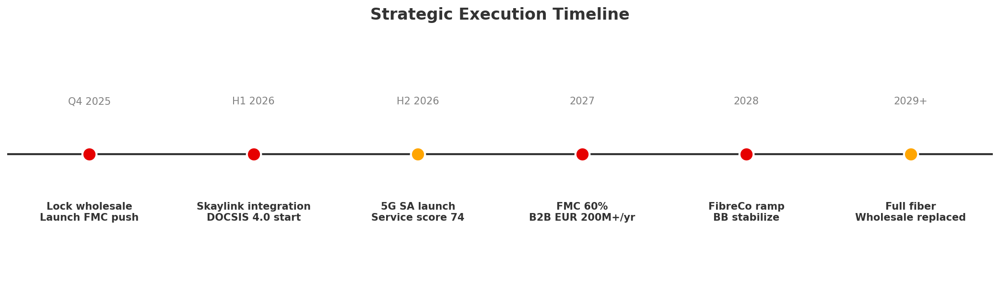 Strategic Execution Timeline
Q4 2025
H1 2026
H2 2026
2027
2028
2029+
Lock wholesale
Launch FMC push
Skaylink integration
DOCSIS 4.0 start
5G SA launch
Service score 74
FMC 60%
B2B EUR 200M+/yr
FibreCo ramp
BB stabilize
Full fiber
Wholesale replaced